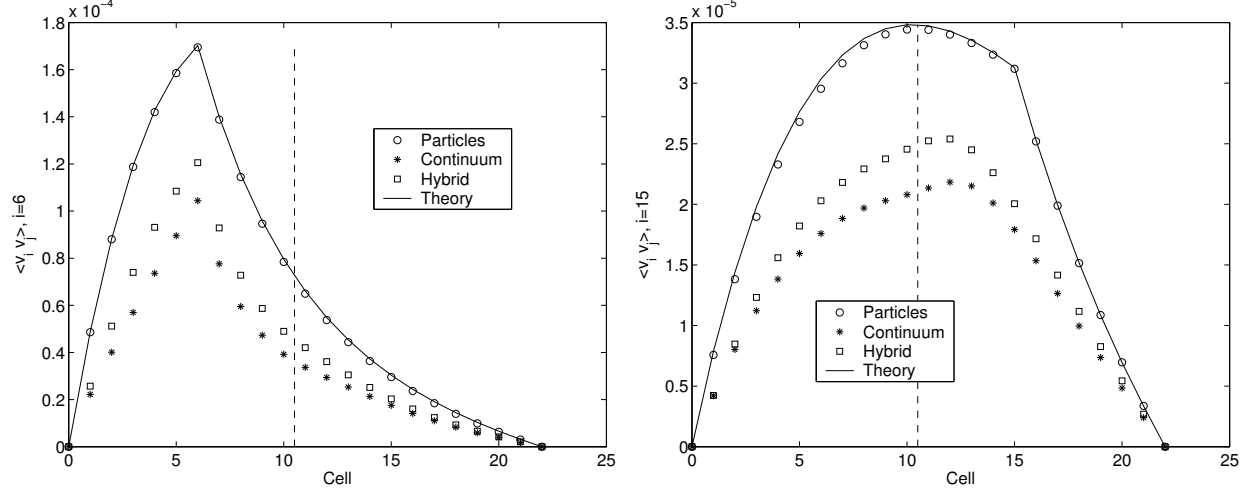 x 10⁻⁴
1.8
1.6
1.4
1.2
1
0.8
0.6
0.4
0.2
0
<v_i v_j>, i=6
0 5 10 15 20 25
Cell
Particles
Continuum
Hybrid
Theory
x 10⁻⁵
3.5
3
2.5
2
1.5
1
0.5
0
<v_i v_j>, i=15
0 5 10 15 20 25
Cell
Particles
Continuum
Hybrid
Theory